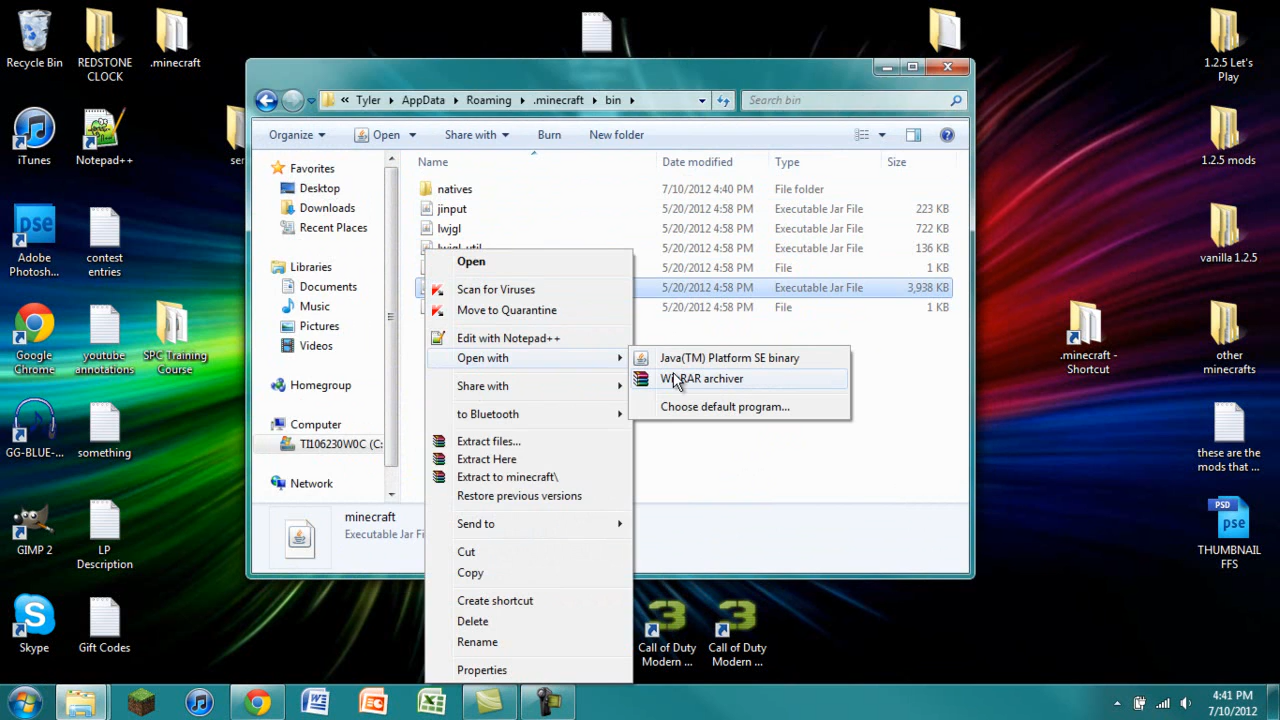 Recycle Bin
REDSTONE
CLOCK
.minecraft
1.2.5 Let's
Play
iTunes
Notepad++
ser
1.2.5 mods
Adobe
Photosh...
contest
entries
vanilla 1.2.5
Google
Chrome
youtube
annotations
SPC Training
Course
.minecraft -
Shortcut
other
minecrafts
GG-BLUE-...
something
these are the
mods that ...
GIMP 2
LP
Description
PSD
pse
THUMBNAIL
FFS
Skype
Gift Codes
Call of Duty
Modern ...
Call of Duty
Modern ...
pse
« Tyler AppData Roaming .minecraft bin
Search bin
Organize Open Share with Burn New folder
Name Date modified Type Size
Favorites
Desktop
Downloads
Recent Places
Libraries
Documents
Music
Pictures
Videos
Homegroup
Computer
TI106230W0C (C:
Network
natives 7/10/2012 4:40 PM File folder
jinput 5/20/2012 4:58 PM Executable Jar File 223 KB
lwjgl 5/20/2012 4:58 PM Executable Jar File 722 KB
lwjgl_util 5/20/2012 4:58 PM Executable Jar File 136 KB
5/20/2012 4:58 PM File 1 KB
5/20/2012 4:58 PM Executable Jar File 3,938 KB
5/20/2012 4:58 PM File 1 KB
minecraft
Executable Jar Fi
Open
Scan for Viruses
Move to Quarantine
Edit with Notepad++
Open with
Share with
to Bluetooth
Extract files...
Extract Here
Extract to minecraft\
Restore previous versions
Send to
Cut
Copy
Create shortcut
Delete
Rename
Properties
Java(TM) Platform SE binary
archiver
Choose default program...
4:41 PM
7/10/2012